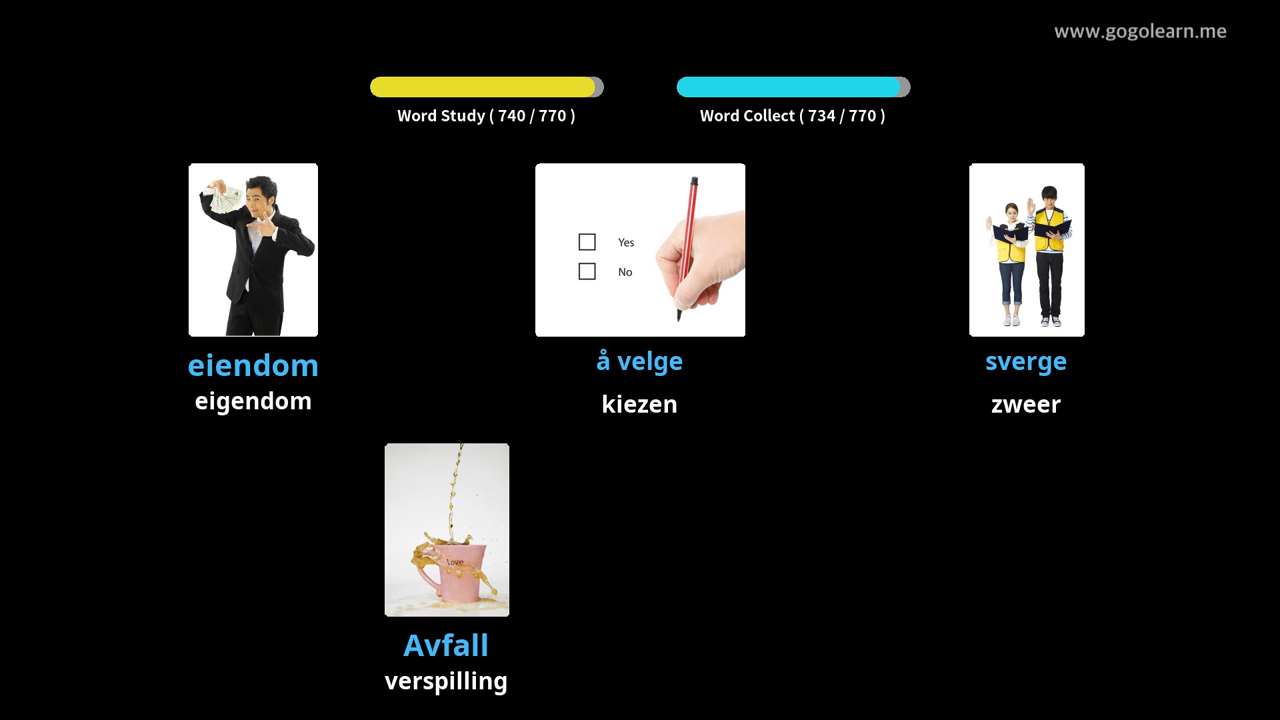 www.gogolearn.me
Word Study ( 740 / 770 )
Word Collect ( 734 / 770 )
Yes
No
eiendom
eigendom
å velge
kiezen
sverge
zweer
love
Avfall
verspilling